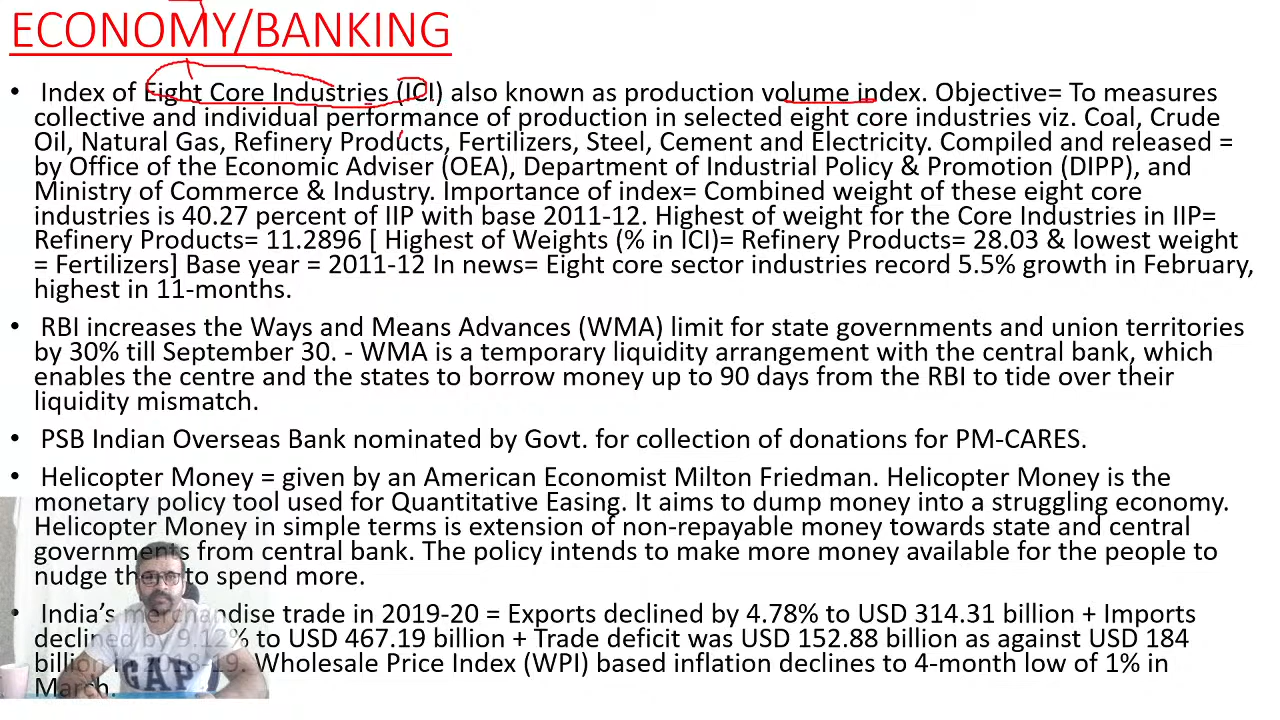 ECONOMY/BANKING
• Index of Eight Core Industries (ICI) also known as production volume index. Objective= To measures
collective and individual performance of production in selected eight core industries viz. Coal, Crude
Oil, Natural Gas, Refinery Products, Fertilizers, Steel, Cement and Electricity. Compiled and released =
by Office of the Economic Adviser (OEA), Department of Industrial Policy & Promotion (DIPP), and
Ministry of Commerce & Industry. Importance of index= Combined weight of these eight core
industries is 40.27 percent of IIP with base 2011-12. Highest of weight for the Core Industries in IIP=
Refinery Products= 11.2896 [ Highest of Weights (% in ICI)= Refinery Products= 28.03 & lowest weight
= Fertilizers] Base year = 2011-12 In news= Eight core sector industries record 5.5% growth in February,
highest in 11-months.
• RBI increases the Ways and Means Advances (WMA) limit for state governments and union territories
by 30% till September 30. - WMA is a temporary liquidity arrangement with the central bank, which
enables the centre and the states to borrow money up to 90 days from the RBI to tide over their
liquidity mismatch.
• PSB Indian Overseas Bank nominated by Govt. for collection of donations for PM-CARES.
• Helicopter Money = given by an American Economist Milton Friedman. Helicopter Money is the
monetary policy tool used for Quantitative Easing. It aims to dump money into a struggling economy.
Helicopter Money in simple terms is extension of non-repayable money towards state and central
governments from central bank. The policy intends to make more money available for the people to
nudge to spend more.
• India's merchandise trade in 2019-20 = Exports declined by 4.78% to USD 314.31 billion + Imports
declined by 9.12% to USD 467.19 billion + Trade deficit was USD 152.88 billion as against USD 184
billion in 2018-19. Wholesale Price Index (WPI) based inflation declines to 4-month low of 1% in
March.
GAP